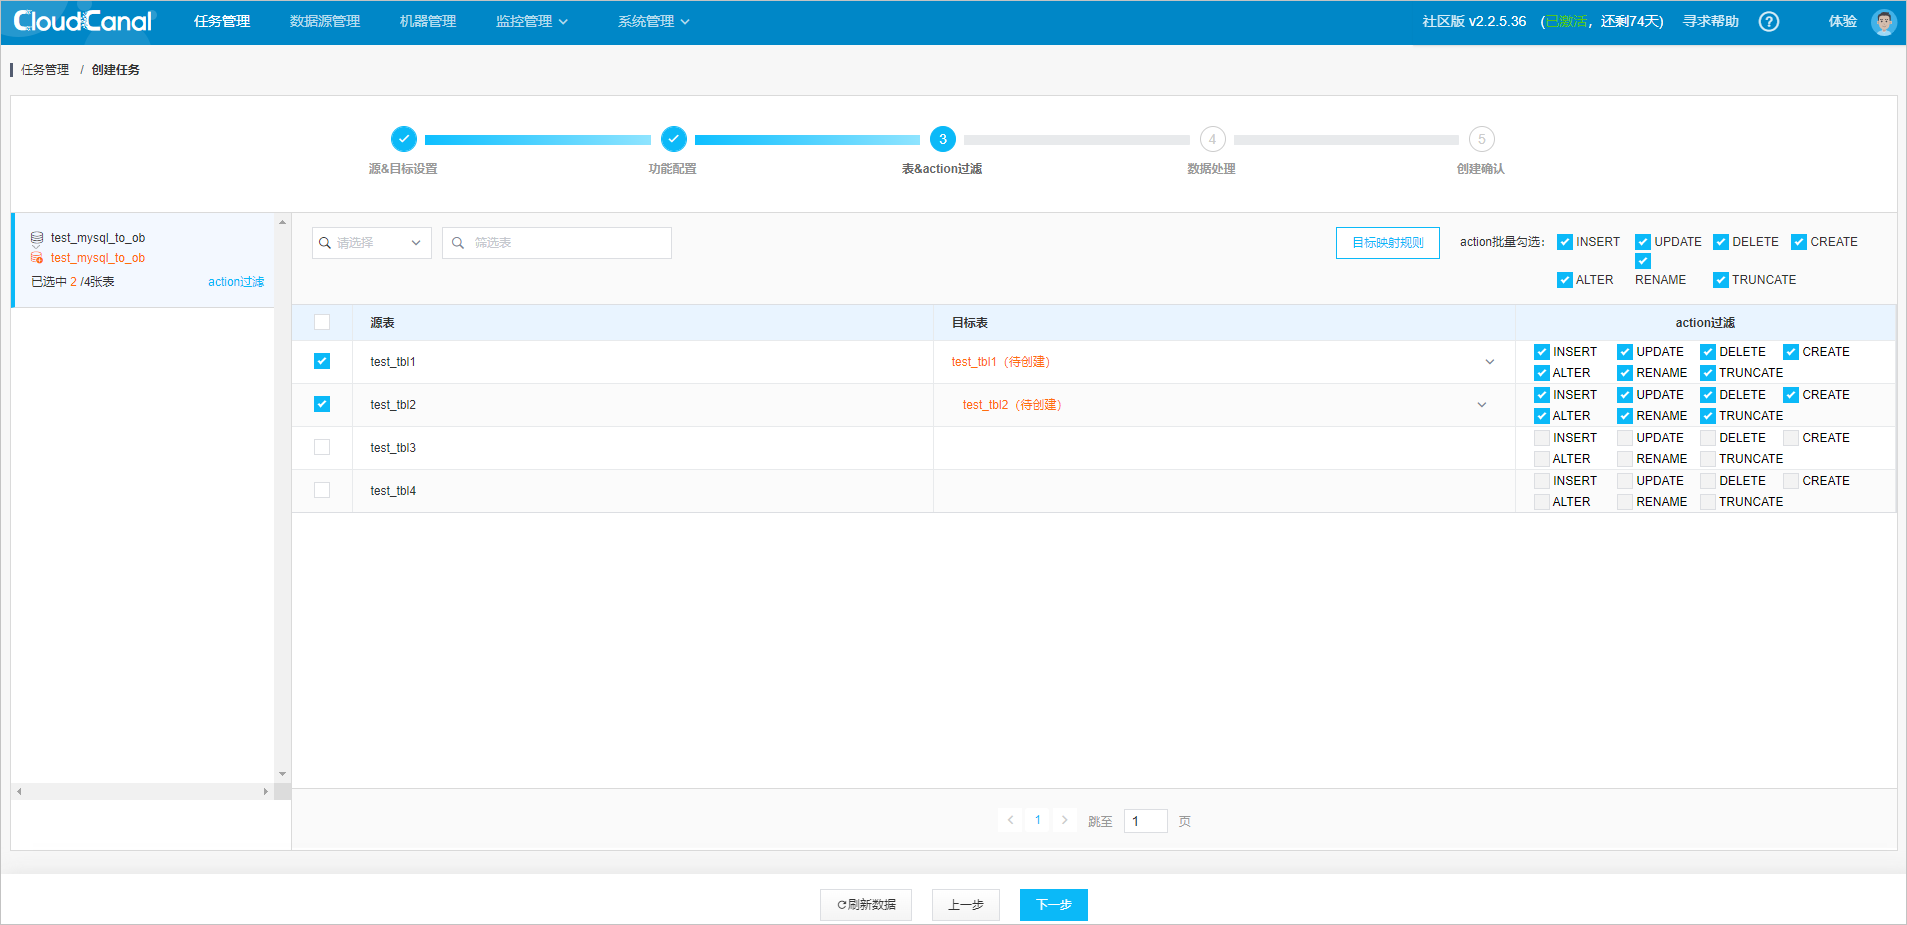 CloudCanal 任务管理 数据源管理 机器管理 监控管理 系统管理 社区版 v2.2.5.36 (已激活, 还剩74天) 寻求帮助 ? 体验
任务管理 / 创建任务
3 4 5
源&目标设置 功能配置 表&action过滤 数据处理 创建确认
test_mysql_to_ob
test_mysql_to_ob
已选中 2 /4张表 action过滤
请选择 筛选表 目标映射规则 action批量勾选: INSERT UPDATE DELETE CREATE
ALTER RENAME TRUNCATE
源表 目标表 action过滤
test_tbl1 test_tbl1（待创建） INSERT UPDATE DELETE CREATE
ALTER RENAME TRUNCATE
test_tbl2 test_tbl2（待创建） INSERT UPDATE DELETE CREATE
ALTER RENAME TRUNCATE
test_tbl3 INSERT UPDATE DELETE CREATE
ALTER RENAME TRUNCATE
test_tbl4 INSERT UPDATE DELETE CREATE
ALTER RENAME TRUNCATE
1 跳至 1 页
刷新数据 上一步 下一步